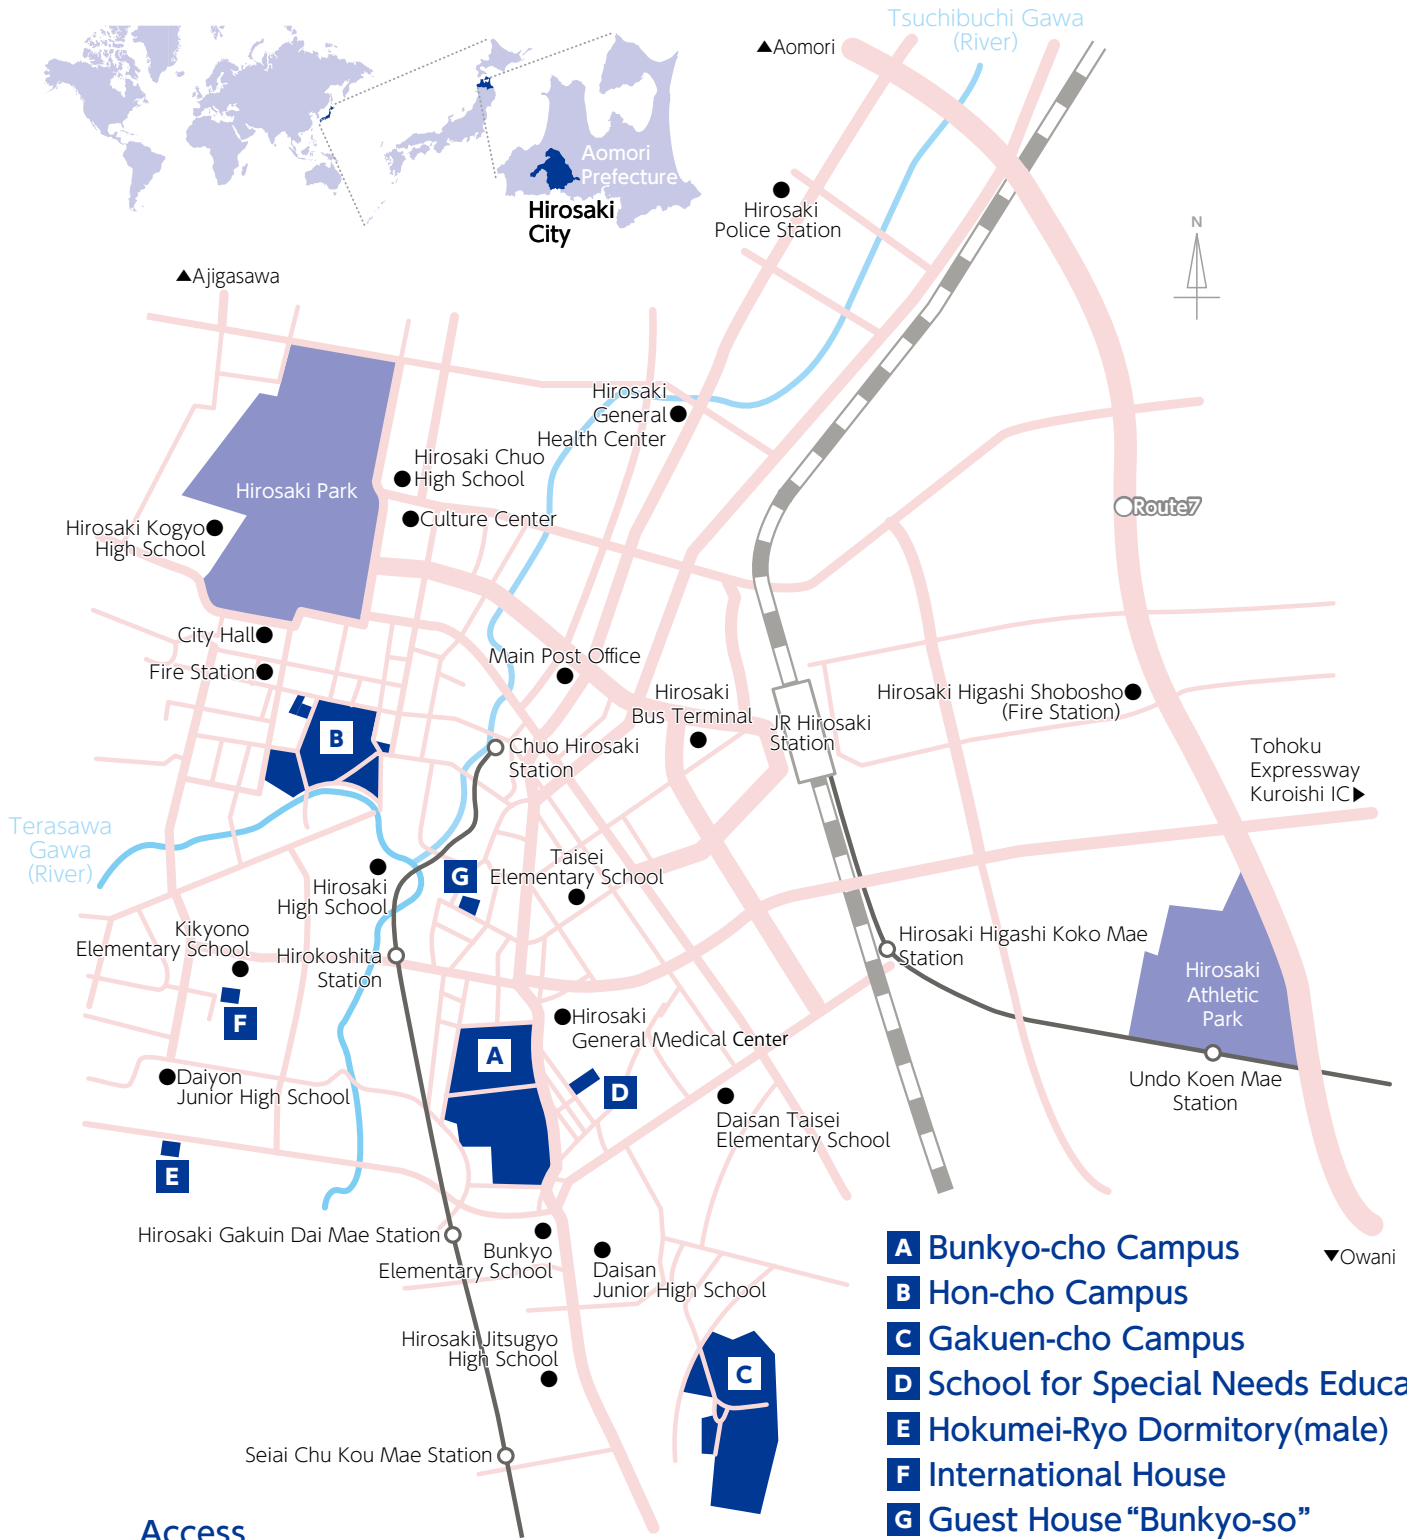 Tsuchibuchi Gawa
(River)
▲Aomori
Aomori
Prefecture
Hirosaki
City
Hirosaki
Police Station
N
▲Ajigasawa
Hirosaki
General
Health Center
Hirosaki Chuo
High School
Hirosaki Park
Culture Center
Hirosaki Kogyo
High School
Route7
City Hall
Fire Station
Main Post Office
Hirosaki
Bus Terminal
JR Hirosaki
Station
Hirosaki Higashi Shobosho
(Fire Station)
B
Chuo Hirosaki
Station
Tohoku
Expressway
Kuroishi IC▶
Terasawa
Gawa
(River)
G
Taisei
Elementary School
Hirosaki
High School
Kikyono
Elementary School
Hirokoshita
Station
Hirosaki Higashi Koko Mae
Station
Hirosaki
Athletic
Park
F
Hirosaki
General Medical Center
A
D
Daiyon
Junior High School
Undo Koen Mae
Station
Daisan Taisei
Elementary School
E
Hirosaki Gakuin Dai Mae Station
Bunkyo
Elementary School
Daisan
Junior High School
▼Owani
Hirosaki Jitsugyo
High School
C
Seiai Chu Kou Mae Station
A Bunkyo-cho Campus
B Hon-cho Campus
C Gakuen-cho Campus
D School for Special Needs Educa
E Hokumei-Ryo Dormitory(male)
F International House
G Guest House “Bunkyo-so”
Access